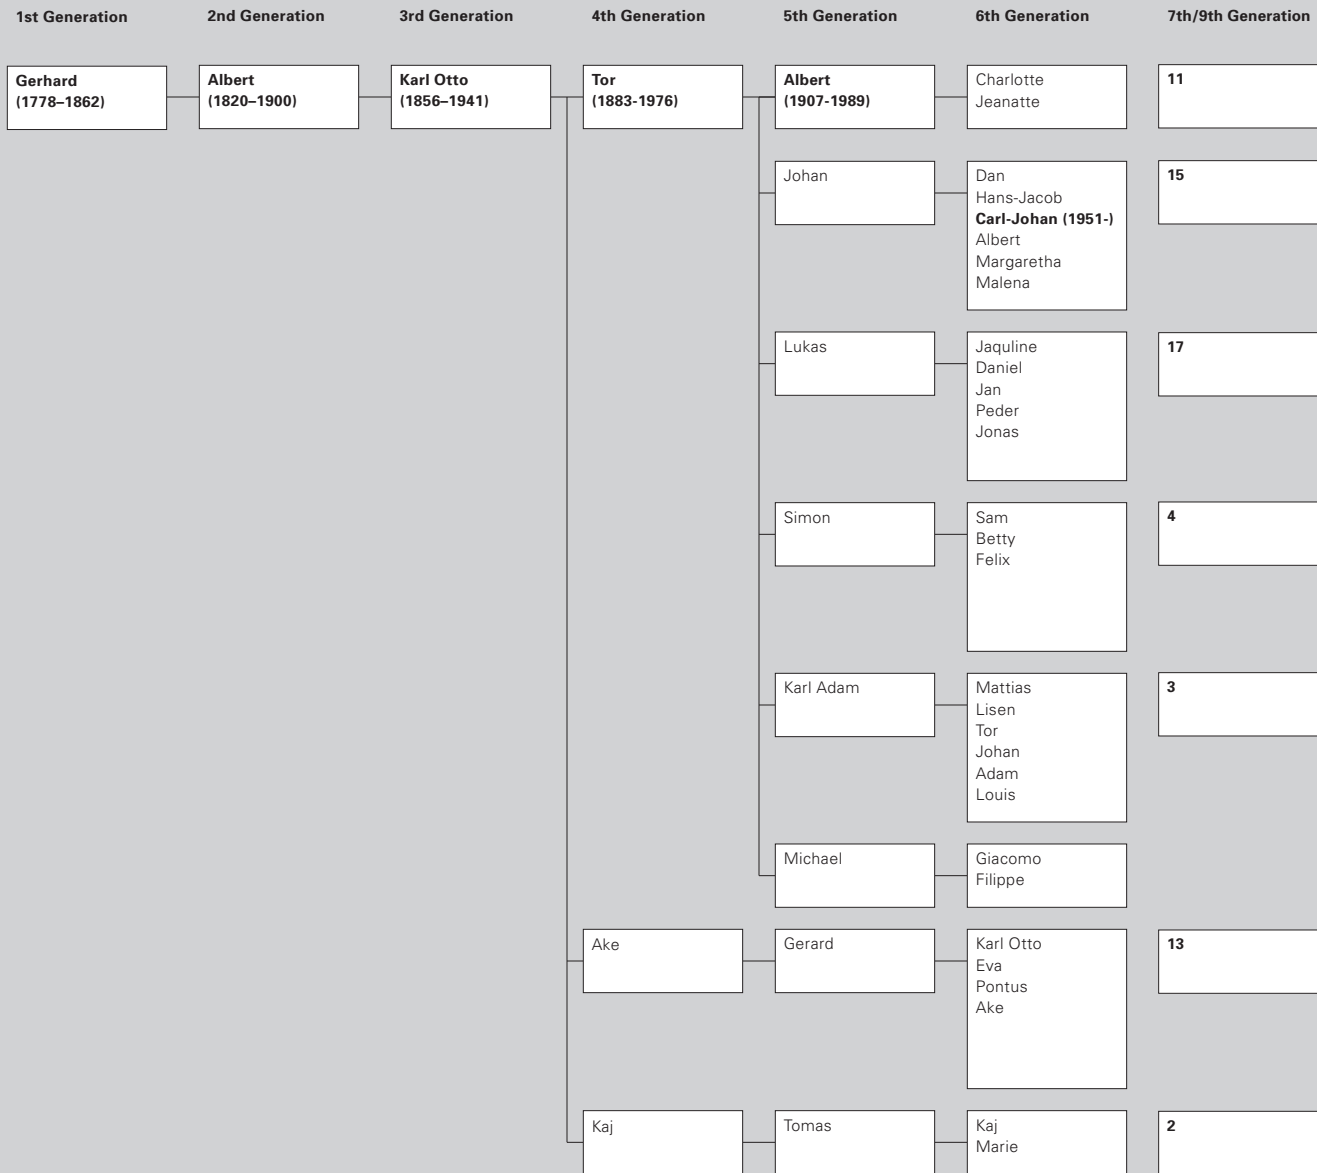 1st Generation
2nd Generation
3rd Generation
4th Generation
5th Generation
6th Generation
7th/9th Generation
Gerhard
(1778–1862)
Albert
(1820–1900)
Karl Otto
(1856–1941)
Tor
(1883-1976)
Albert
(1907-1989)
Charlotte
Jeanatte
11
Johan
Dan
Hans-Jacob
Carl-Johan (1951-)
Albert
Margaretha
Malena
15
Lukas
Jaquline
Daniel
Jan
Peder
Jonas
17
Simon
Sam
Betty
Felix
4
Karl Adam
Mattias
Lisen
Tor
Johan
Adam
Louis
3
Michael
Giacomo
Filippe
Ake
Gerard
Karl Otto
Eva
Pontus
Ake
13
Kaj
Tomas
Kaj
Marie
2